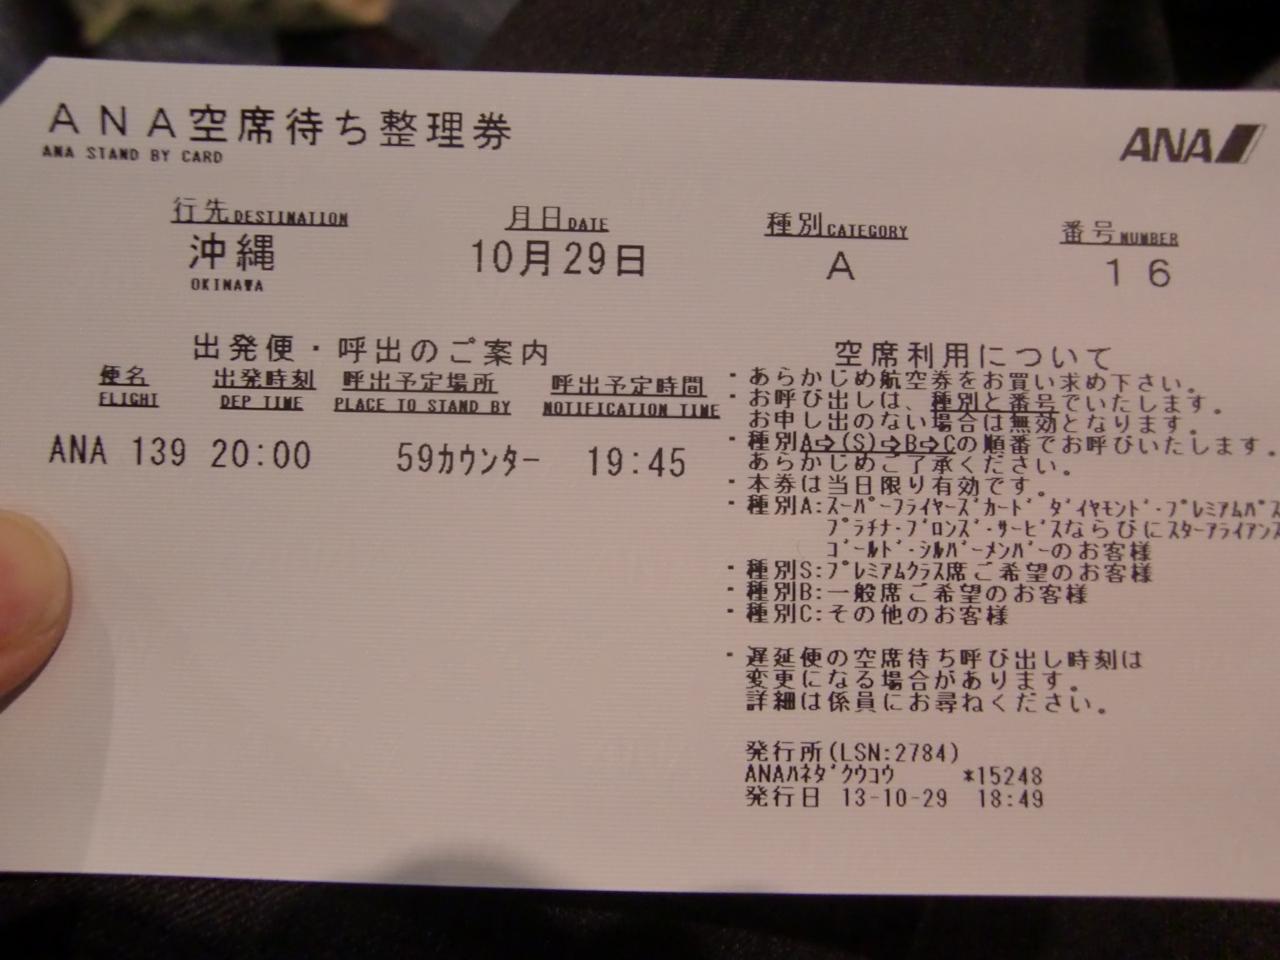 ANA空席待ち整理券
ANA STAND BY CARD
ANA
行先DESTINATION
沖縄
OKINAWA
月日DATE
10月29日
種別CATEGORY
A
番号NUMBER
16
出発便・呼出のご案内
便名
FLIGHT
出発時刻
DEP TIME
呼出予定場所
PLACE TO STAND BY
呼出予定時間
NOTIFICATION TIME
ANA 139 20:00 59カウンター 19:45
空席利用について
・あらかじめ航空券をお買い求め下さい。
・お呼び出しは、種別と番号でいたします。
お申し出のない場合は無効となります。
・種別A⇨(S)⇨B⇨Cの順番でお呼びいたします。
あらかじめご了承ください。
・本券は当日限り有効です。
・種別A:スーパーフライヤーズカード ダイヤモンド・プレミアムパス
プラチナ・ブロンズ・サービスならびにスターアライアンス
ゴールド・シルバーメンバーのお客様
・種別S:プレミアムクラス席ご希望のお客様
・種別B:一般席ご希望のお客様
・種別C:その他のお客様
・遅延便の空席待ち呼び出し時刻は
変更になる場合があります。
詳細は係員にお尋ねください。
発行所(LSN:2784)
ANAハネダクウコウ *15248
発行日 13-10-29 18:49